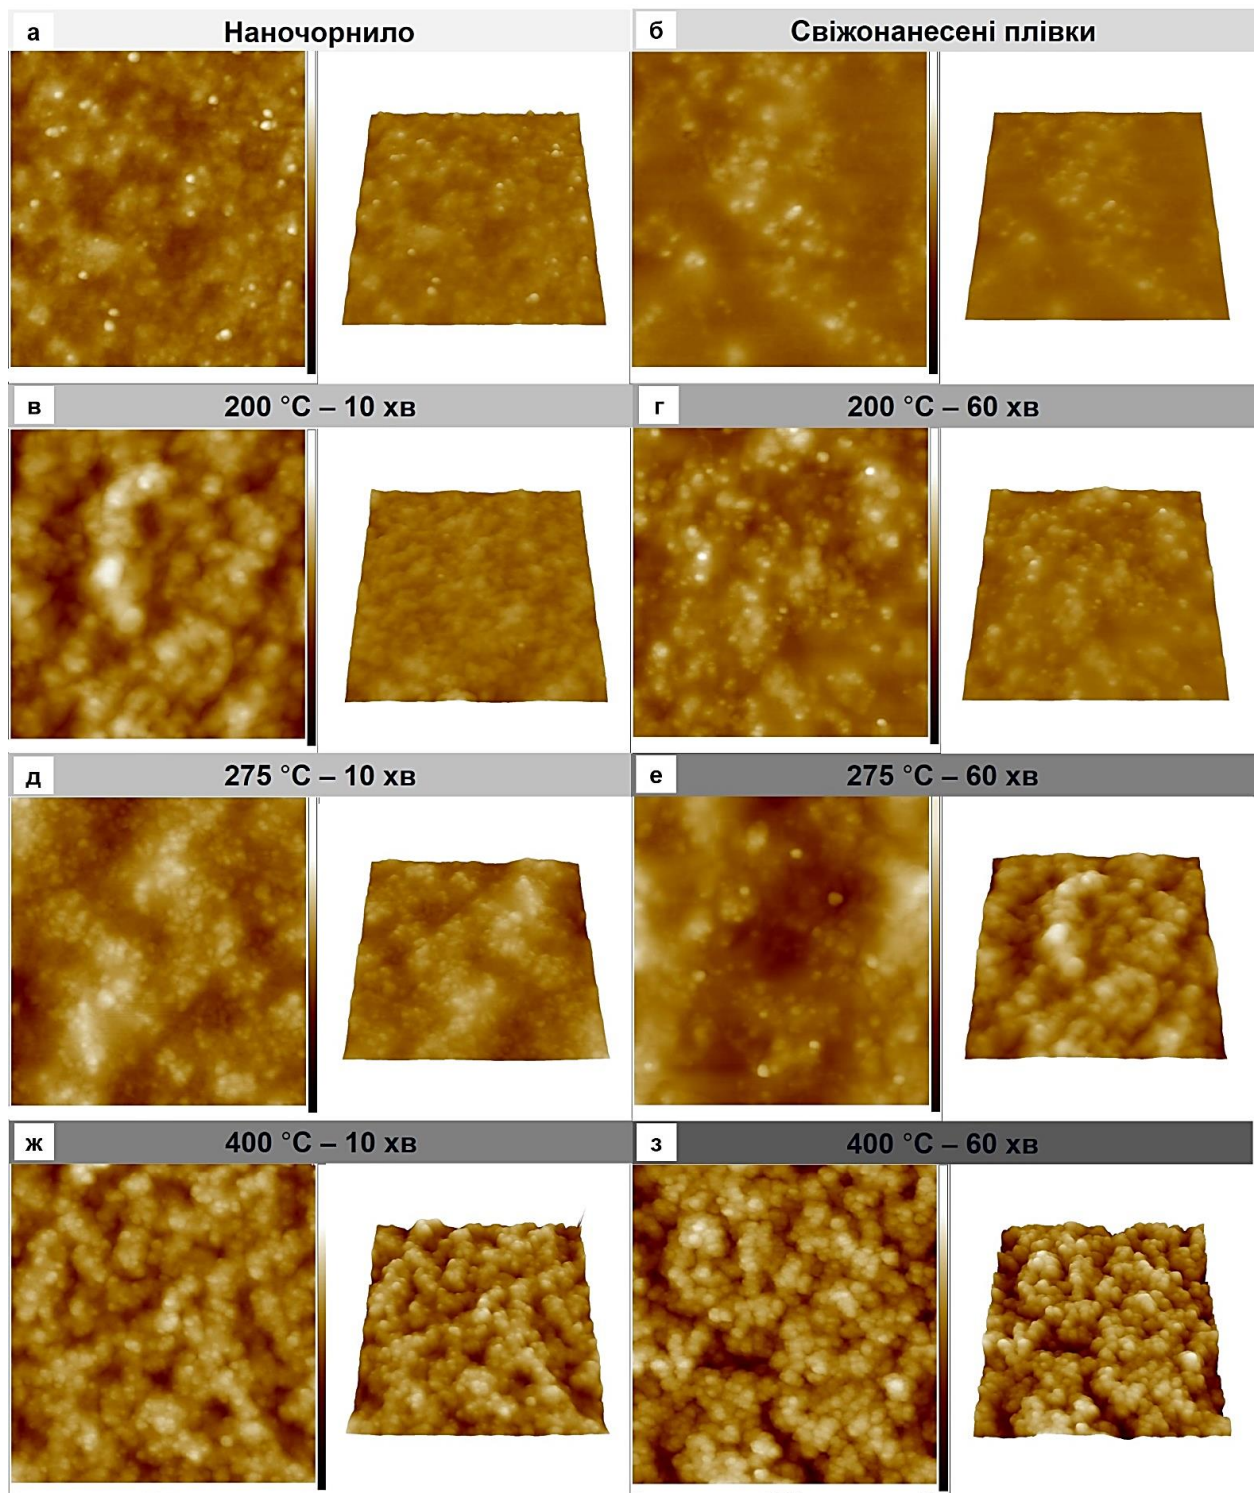 а Наночорнило
б Свіжонанесені плівки
в 200 °C – 10 хв
г 200 °C – 60 хв
д 275 °C – 10 хв
е 275 °C – 60 хв
ж 400 °C – 10 хв
з 400 °C – 60 хв